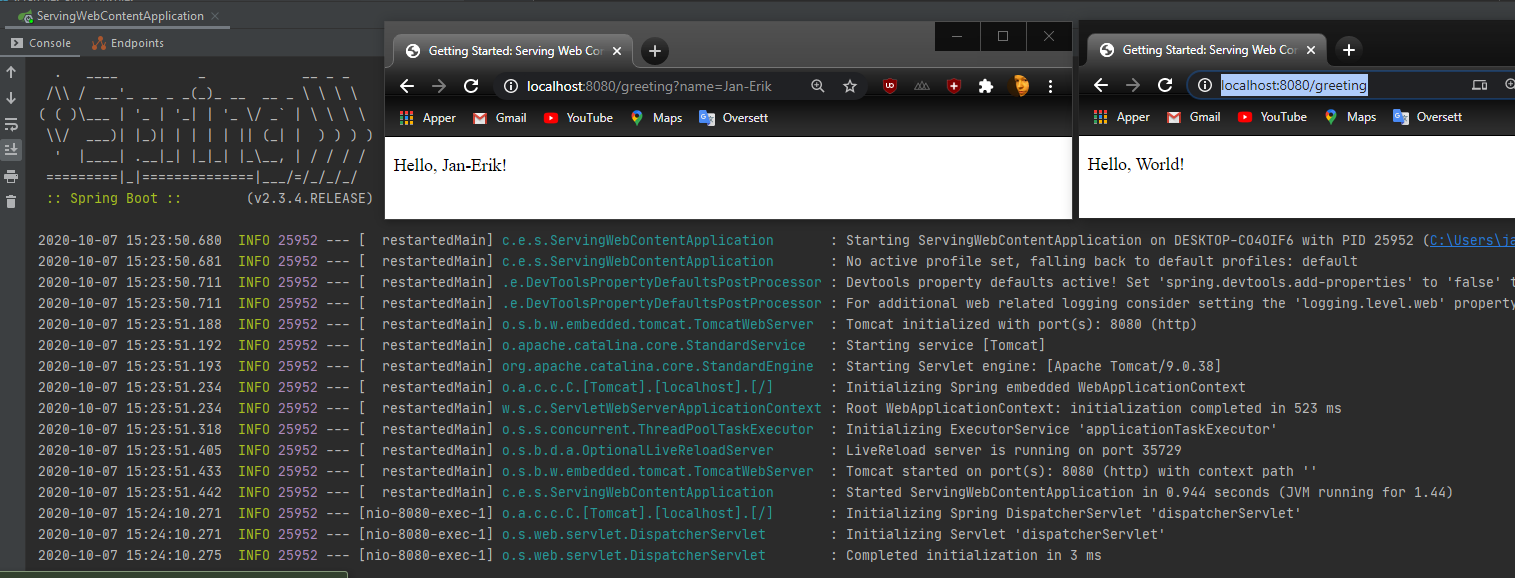 ServingWebContentApplication
Console
Endpoints
  .   ____          _            __ _ _
 /\\ / ___'_ __ _ _(_)_ __  __ _ \ \ \ \
( ( )\___ | '_ | '_| | '_ \/ _` | \ \ \ \
 \\/  ___)| |_)| | | | | || (_| |  ) ) ) )
  '  |____| .__|_| |_|_| |_\__, | / / / /
 =========|_|==============|___/=/_/_/_/
 :: Spring Boot ::        (v2.3.4.RELEASE)
Getting Started: Serving Web Con
localhost:8080/greeting?name=Jan-Erik
Apper Gmail YouTube Maps Oversett
Hello, Jan-Erik!
Getting Started: Serving Web Con
localhost:8080/greeting
Apper Gmail YouTube Maps Oversett
Hello, World!
2020-10-07 15:23:50.680  INFO 25952 --- [  restartedMain] c.e.s.ServingWebContentApplication       : Starting ServingWebContentApplication on DESKTOP-CO4OIF6 with PID 25952 (C:\Users\ja
2020-10-07 15:23:50.681  INFO 25952 --- [  restartedMain] c.e.s.ServingWebContentApplication       : No active profile set, falling back to default profiles: default
2020-10-07 15:23:50.711  INFO 25952 --- [  restartedMain] .e.DevToolsPropertyDefaultsPostProcessor : Devtools property defaults active! Set 'spring.devtools.add-properties' to 'false' t
2020-10-07 15:23:50.711  INFO 25952 --- [  restartedMain] .e.DevToolsPropertyDefaultsPostProcessor : For additional web related logging consider setting the 'logging.level.web' property
2020-10-07 15:23:51.188  INFO 25952 --- [  restartedMain] o.s.b.w.embedded.tomcat.TomcatWebServer  : Tomcat initialized with port(s): 8080 (http)
2020-10-07 15:23:51.192  INFO 25952 --- [  restartedMain] o.apache.catalina.core.StandardService   : Starting service [Tomcat]
2020-10-07 15:23:51.193  INFO 25952 --- [  restartedMain] org.apache.catalina.core.StandardEngine  : Starting Servlet engine: [Apache Tomcat/9.0.38]
2020-10-07 15:23:51.234  INFO 25952 --- [  restartedMain] o.a.c.c.C.[Tomcat].[localhost].[/]       : Initializing Spring embedded WebApplicationContext
2020-10-07 15:23:51.234  INFO 25952 --- [  restartedMain] w.s.c.ServletWebServerApplicationContext : Root WebApplicationContext: initialization completed in 523 ms
2020-10-07 15:23:51.318  INFO 25952 --- [  restartedMain] o.s.s.concurrent.ThreadPoolTaskExecutor  : Initializing ExecutorService 'applicationTaskExecutor'
2020-10-07 15:23:51.405  INFO 25952 --- [  restartedMain] o.s.b.d.a.OptionalLiveReloadServer       : LiveReload server is running on port 35729
2020-10-07 15:23:51.433  INFO 25952 --- [  restartedMain] o.s.b.w.embedded.tomcat.TomcatWebServer  : Tomcat started on port(s): 8080 (http) with context path ''
2020-10-07 15:23:51.442  INFO 25952 --- [  restartedMain] c.e.s.ServingWebContentApplication       : Started ServingWebContentApplication in 0.944 seconds (JVM running for 1.44)
2020-10-07 15:24:10.271  INFO 25952 --- [nio-8080-exec-1] o.a.c.c.C.[Tomcat].[localhost].[/]       : Initializing Spring DispatcherServlet 'dispatcherServlet'
2020-10-07 15:24:10.271  INFO 25952 --- [nio-8080-exec-1] o.s.web.servlet.DispatcherServlet        : Initializing Servlet 'dispatcherServlet'
2020-10-07 15:24:10.275  INFO 25952 --- [nio-8080-exec-1] o.s.web.servlet.DispatcherServlet        : Completed initialization in 3 ms